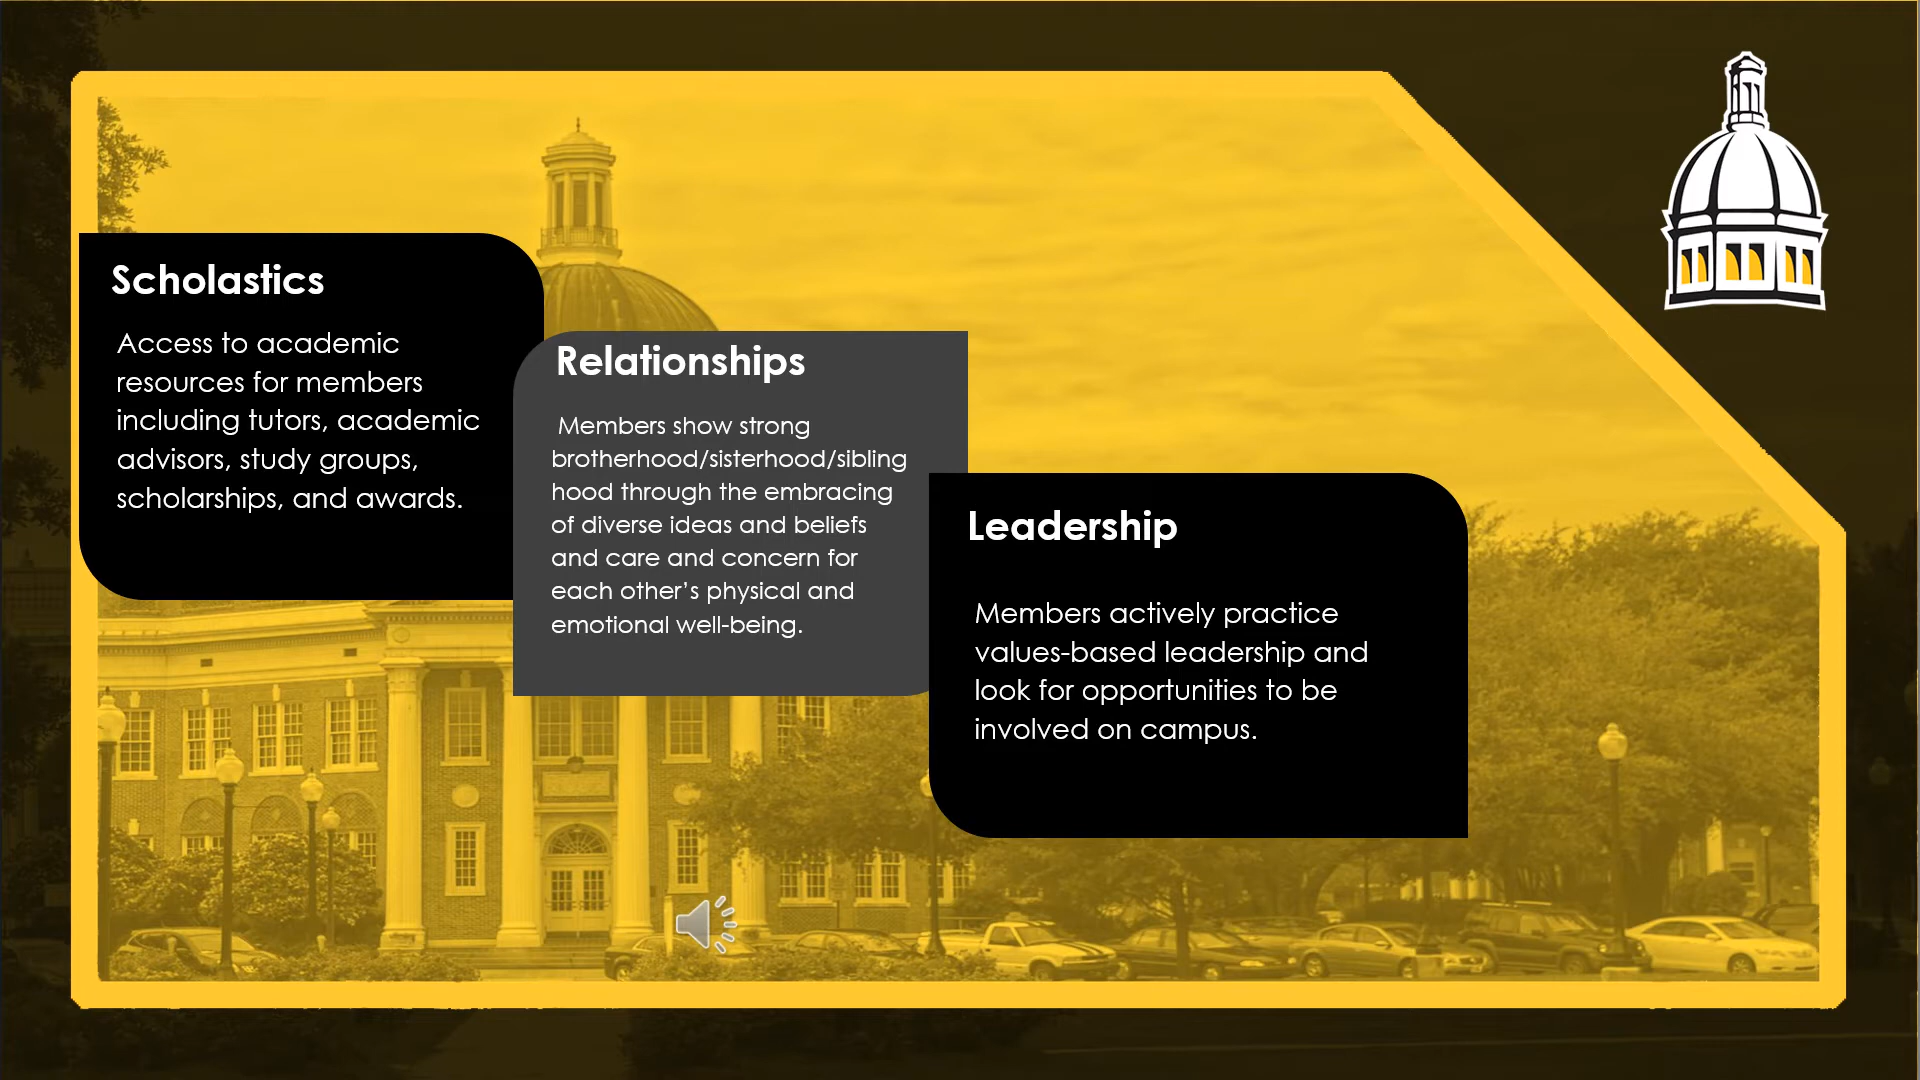 Scholastics
Access to academic
resources for members
including tutors, academic
advisors, study groups,
scholarships, and awards.
Relationships
Members show strong
brotherhood/sisterhood/sibling
hood through the embracing
of diverse ideas and beliefs
and care and concern for
each other’s physical and
emotional well-being.
Leadership
Members actively practice
values-based leadership and
look for opportunities to be
involved on campus.